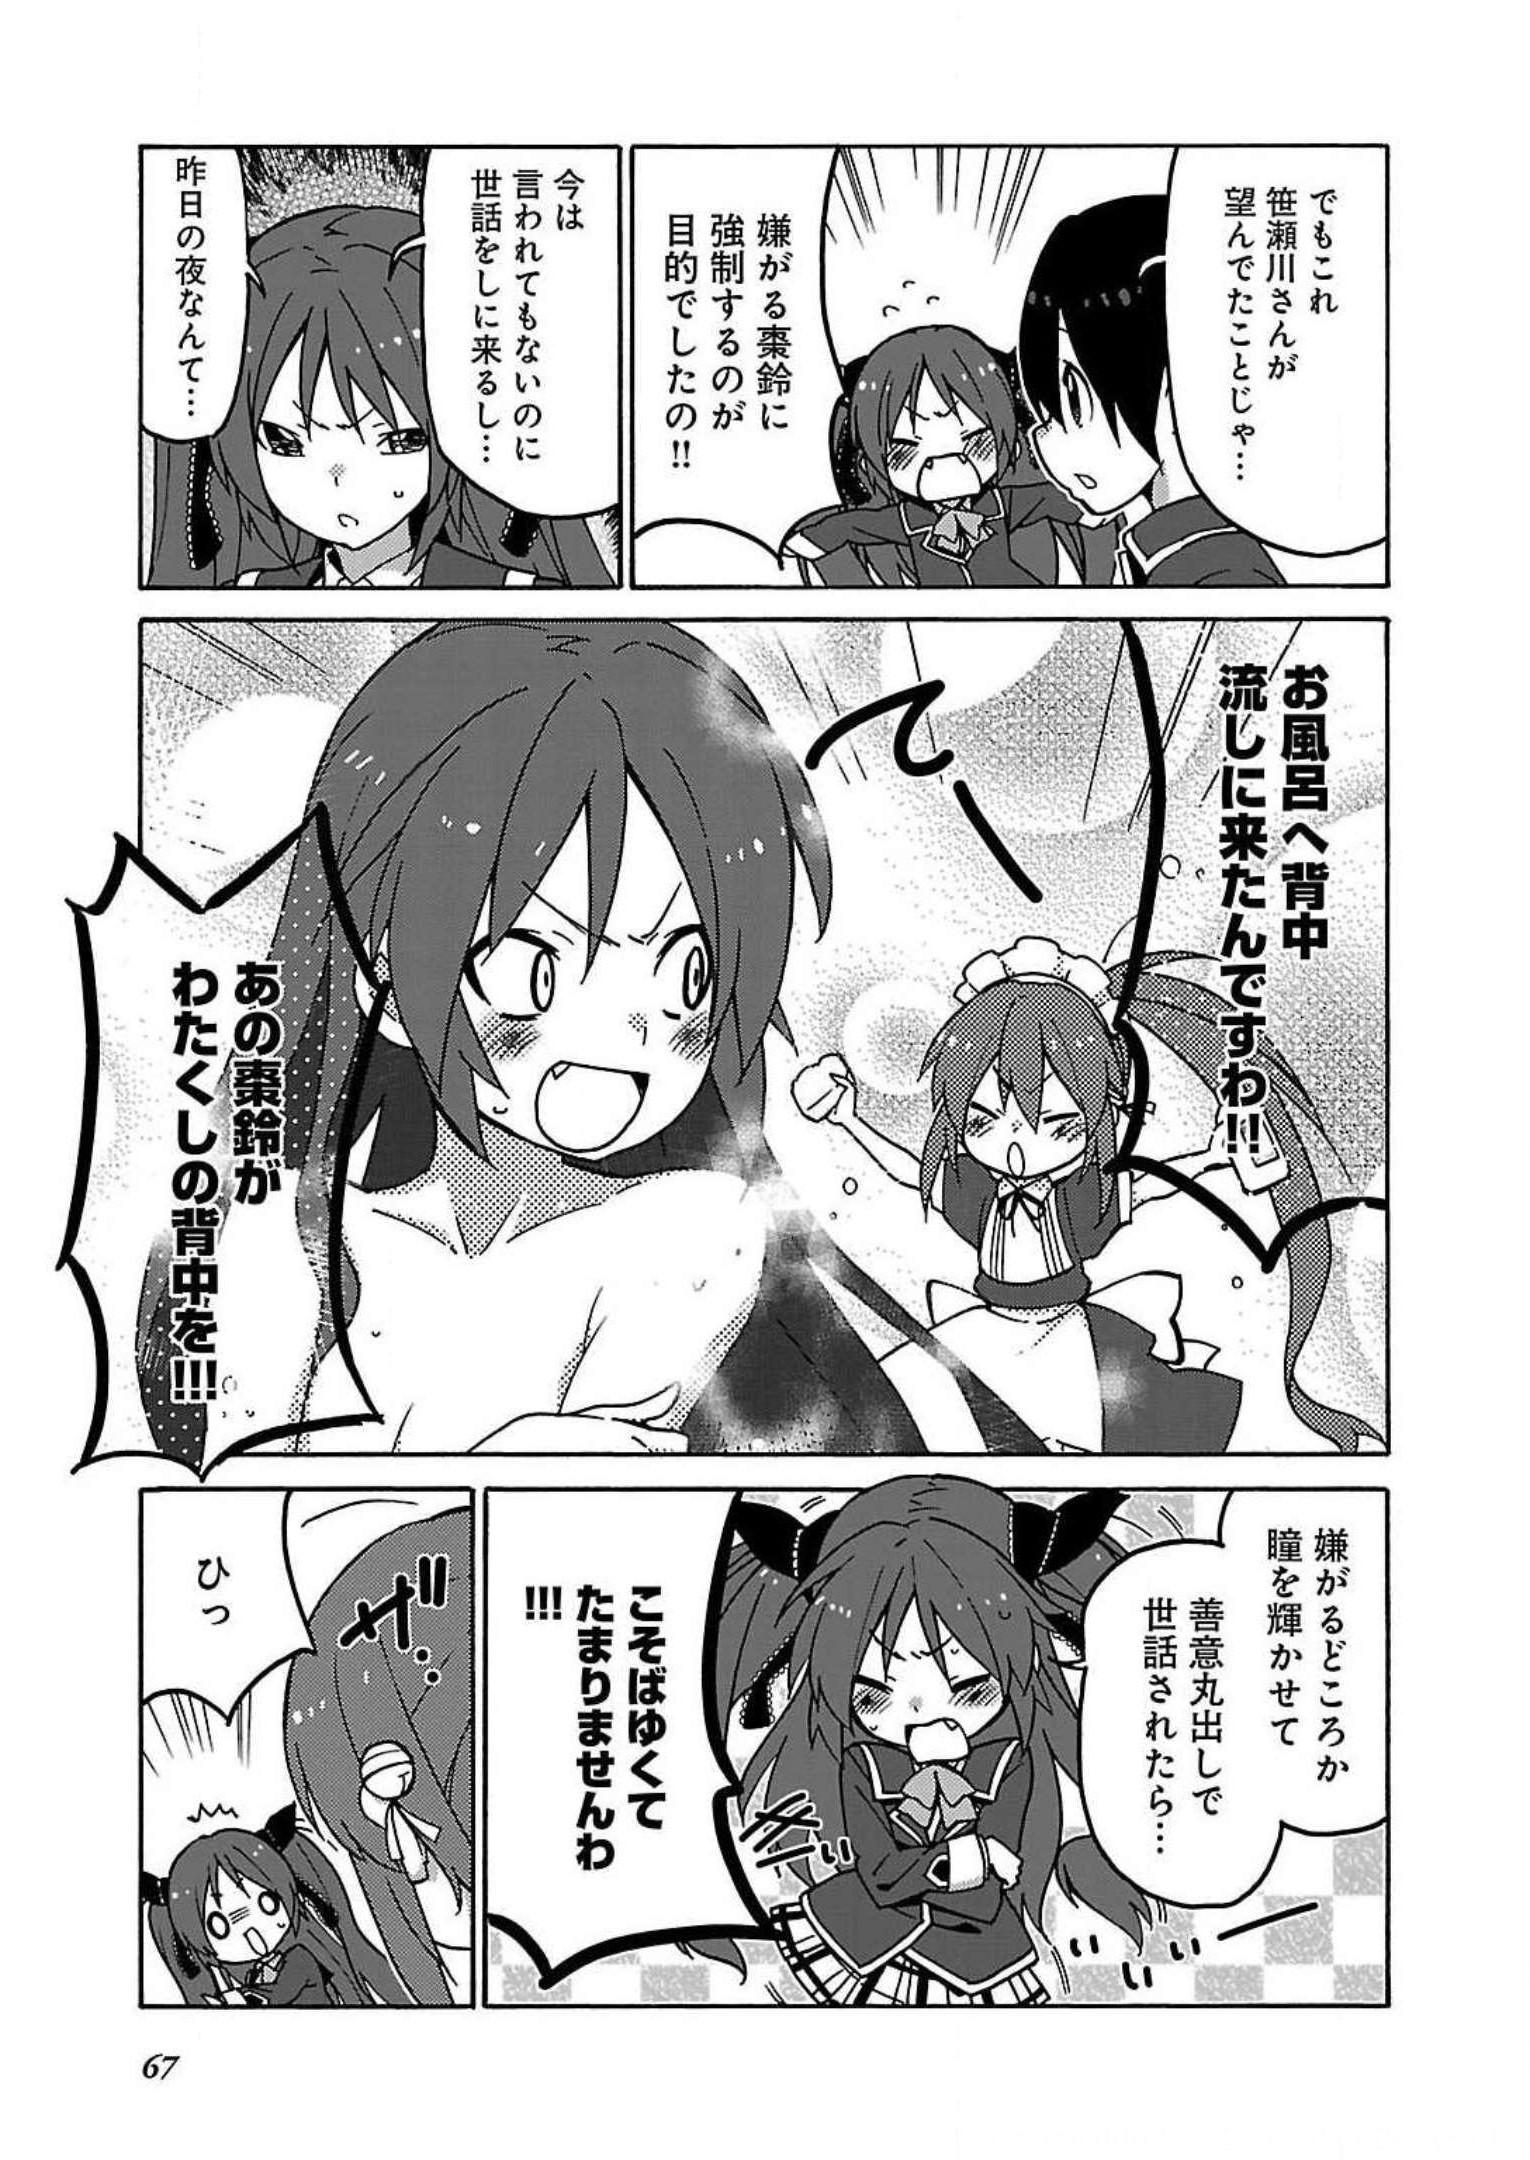 でもこれ
笹瀬川さんが
望んでたことじゃ…
嫌がる棗鈴に
強制するのが
目的でしたの!!
今は
言われてもないのに
世話をしに来るし…
昨日の夜なんて…
お風呂へ背中
流しに来たんですわ!!
あの棗鈴が
わたくしの背中を!!!
嫌がるどころか
瞳を輝かせて
善意丸出しで
世話されたら…
こそばゆくて
たまりませんわ
!!!
ひっ
67